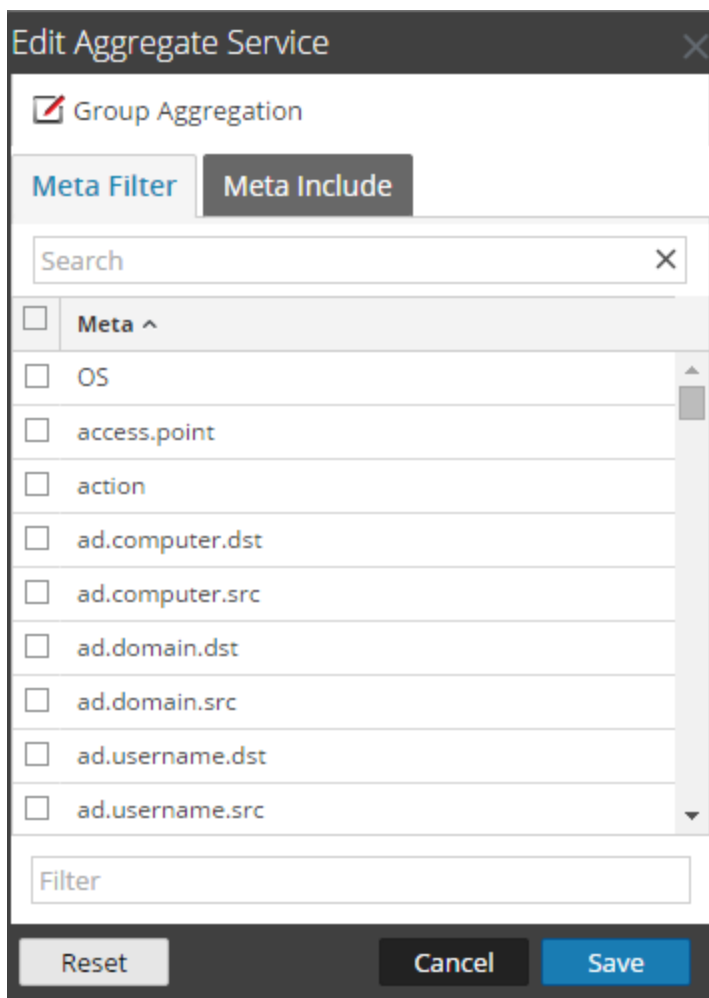 Edit Aggregate Service
Group Aggregation
Meta Filter Meta Include
Search
Meta
OS
access.point
action
ad.computer.dst
ad.computer.src
ad.domain.dst
ad.domain.src
ad.username.dst
ad.username.src
Filter
Reset Cancel Save